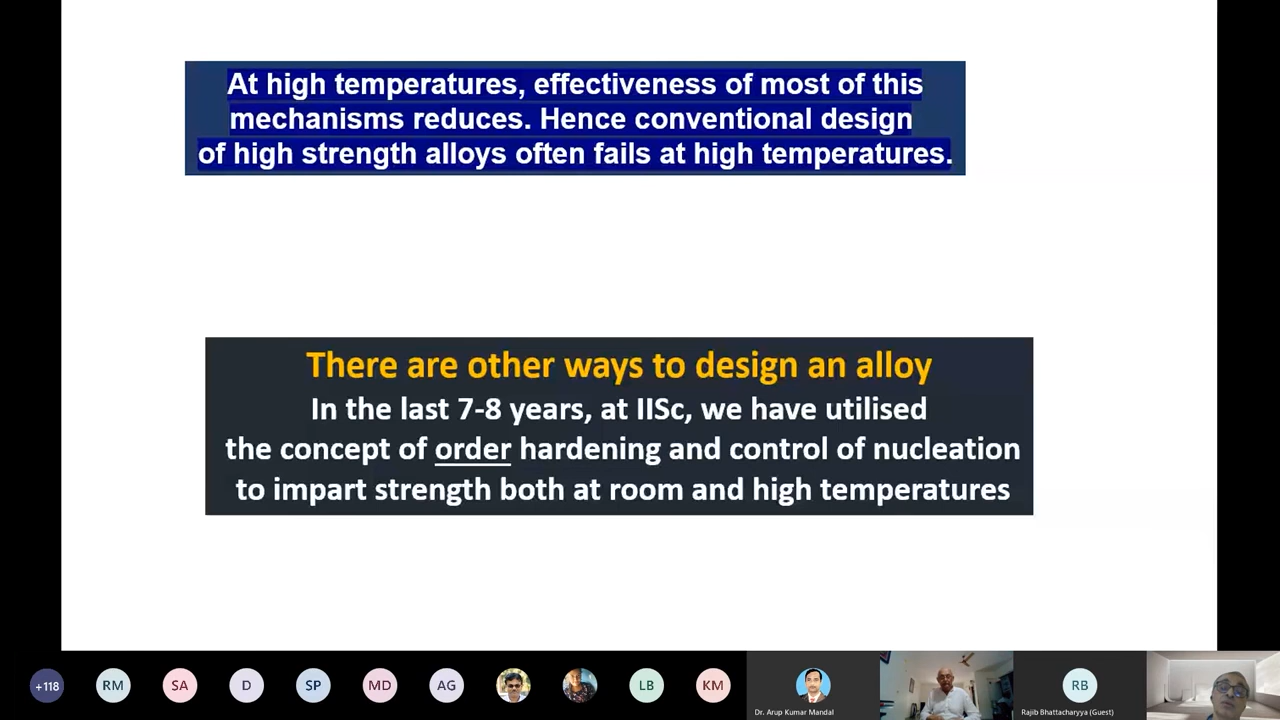 At high temperatures, effectiveness of most of this
mechanisms reduces. Hence conventional design
of high strength alloys often fails at high temperatures.
There are other ways to design an alloy
In the last 7-8 years, at IISc, we have utilised
the concept of order hardening and control of nucleation
to impart strength both at room and high temperatures
+118 RM SA D SP MD AG LB KM RB
Dr. Arup Kumar Mandal
Rajib Bhattacharyya (Guest)